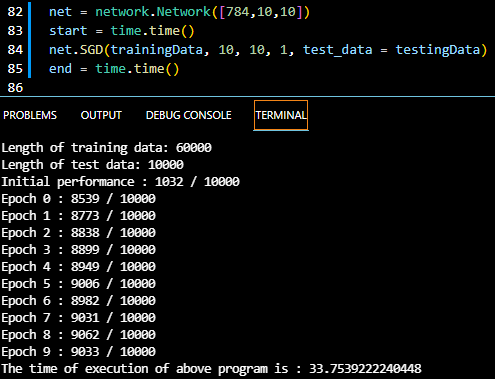 82 net = network.Network([784,10,10])
83 start = time.time()
84 net.SGD(trainingData, 10, 10, 1, test_data = testingData)
85 end = time.time()
86
PROBLEMS OUTPUT DEBUG CONSOLE TERMINAL
Length of training data: 60000
Length of test data: 10000
Initial performance : 1032 / 10000
Epoch 0 : 8539 / 10000
Epoch 1 : 8773 / 10000
Epoch 2 : 8838 / 10000
Epoch 3 : 8899 / 10000
Epoch 4 : 8949 / 10000
Epoch 5 : 9006 / 10000
Epoch 6 : 8982 / 10000
Epoch 7 : 9031 / 10000
Epoch 8 : 9062 / 10000
Epoch 9 : 9033 / 10000
The time of execution of above program is : 33.7539222240448